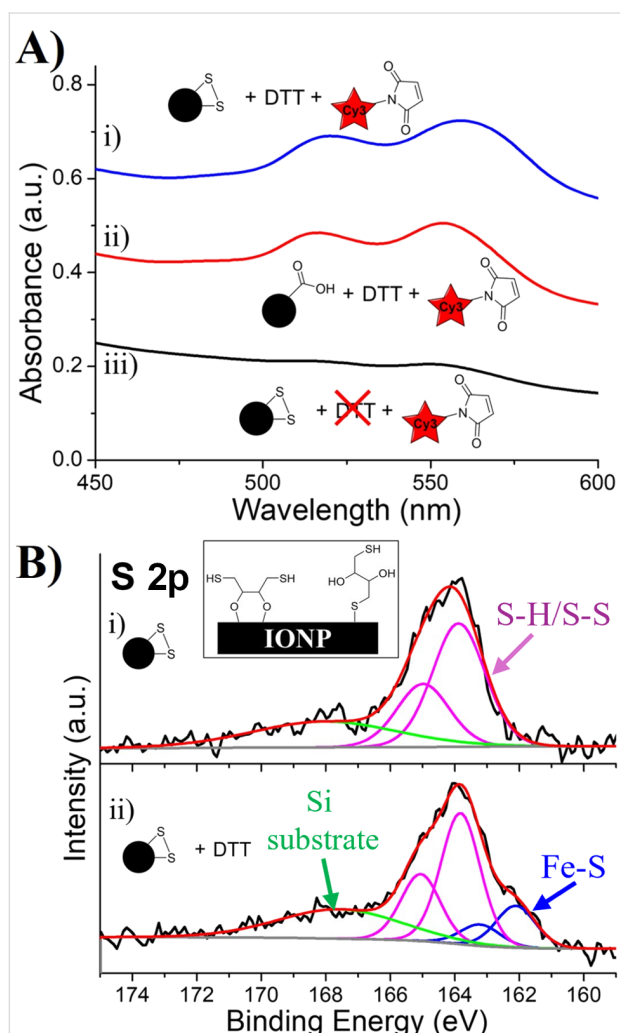 A)
0.8
S
S
+ DTT +
Cy3
N
O
O
i)
0.6
ii)
O
OH
+ DTT +
Cy3
N
O
O
0.4
iii)
0.2
S
S
+ DTT +
Cy3
N
O
O
0.0
450 500 550 600
Wavelength (nm)
Absorbance (a.u.)
B)
S 2p
i)
S
S
SH
HS
SH
HO
OH
O
O
S
IONP
S-H/S-S
ii)
S
S
+ DTT
Si
substrate
Fe-S
Intensity (a.u.)
174 172 170 168 166 164 162 160
Binding Energy (eV)